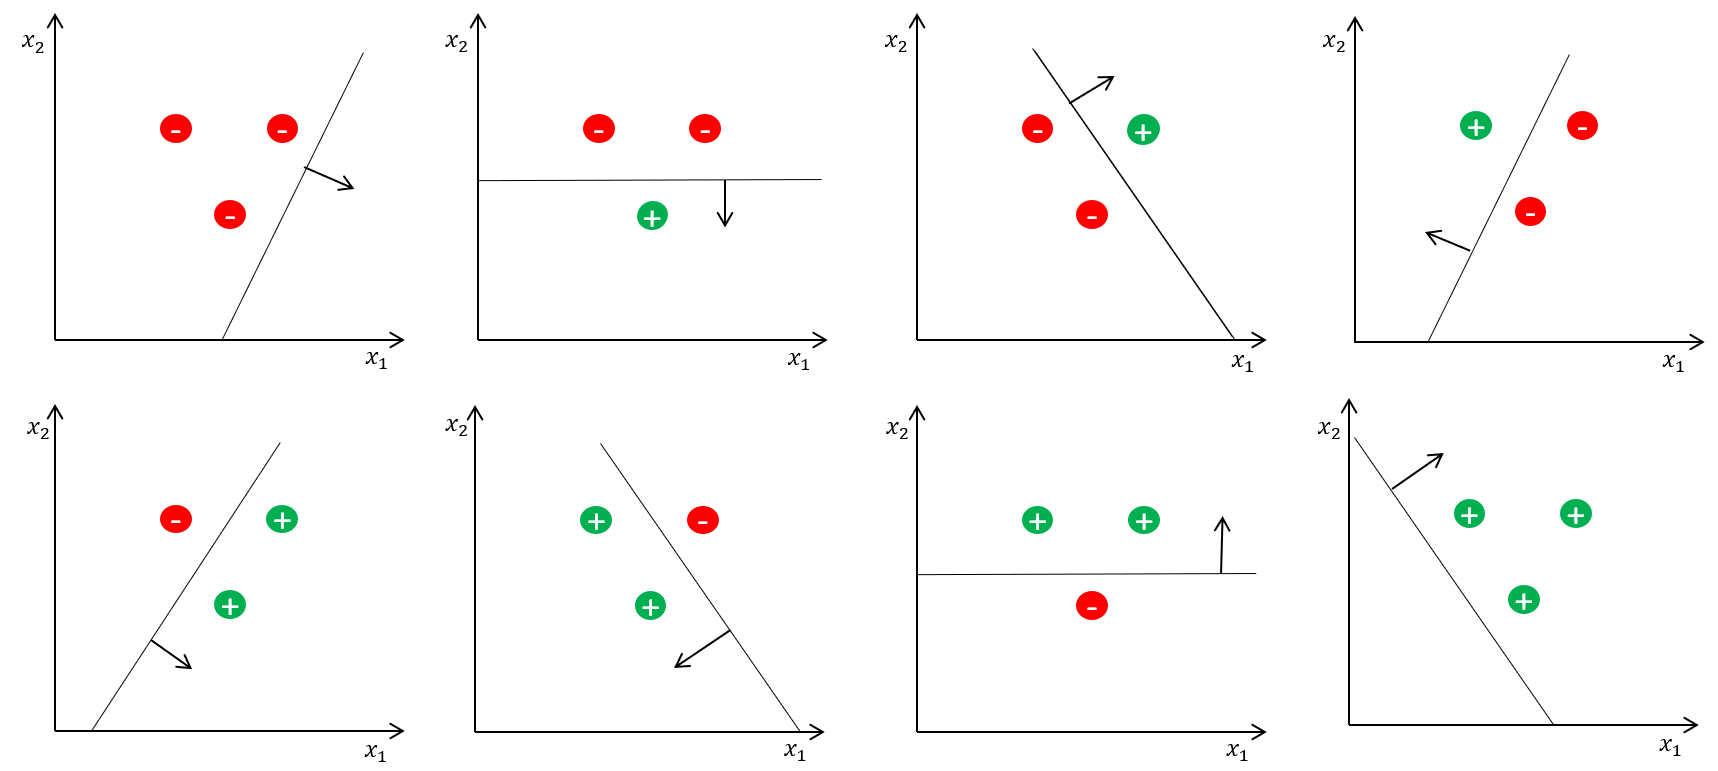 x₂ x₂ x₂ x₂
- - - - - + + -
- + - -
x₁ x₁ x₁ x₁
x₂ x₂ x₂ x₂
- + + - + + + +
+ + - +
x₁ x₁ x₁ x₁